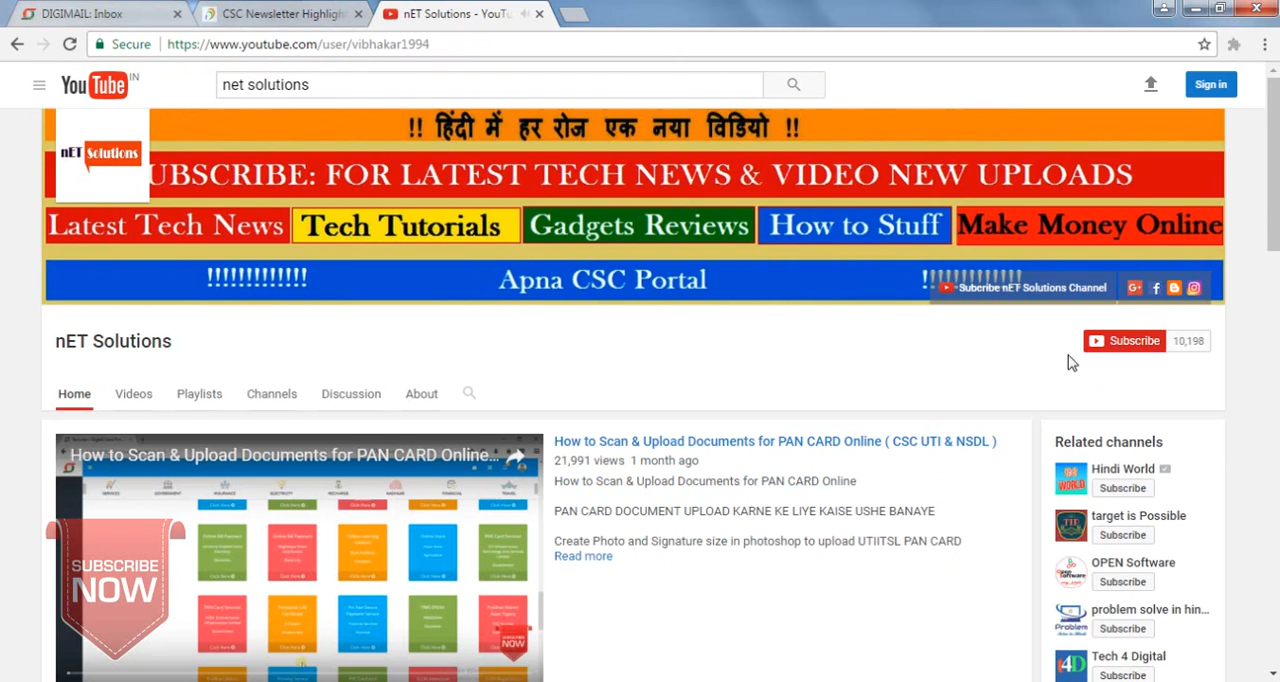 DIGIMAIL: Inbox
CSC Newsletter Highligh
nET Solutions - YouTu
Secure
https://www.youtube.com/user/vibhakar1994
YouTube IN
net solutions
Sign in
!! हिंदी में हर रोज एक नया विडियो !!
nET Solutions
UBSCRIBE: FOR LATEST TECH NEWS & VIDEO NEW UPLOADS
Latest Tech News
Tech Tutorials
Gadgets Reviews
How to Stuff
Make Money Online
!!!!!!!!!!!!! Apna CSC Portal !!!!!!!!!!!!!
Subcribe nET Solutions Channel
nET Solutions
Subscribe 10,198
Home
Videos
Playlists
Channels
Discussion
About
How to Scan & Upload Documents for PAN CARD Online...
SUBSCRIBE
NOW
How to Scan & Upload Documents for PAN CARD Online ( CSC UTI & NSDL )
21,991 views 1 month ago
How to Scan & Upload Documents for PAN CARD Online
PAN CARD DOCUMENT UPLOAD KARNE KE LIYE KAISE USHE BANAYE
Create Photo and Signature size in photoshop to upload UTIITSL PAN CARD
Read more
Related channels
Hindi World
Subscribe
target is Possible
Subscribe
OPEN Software
Subscribe
problem solve in hin...
Subscribe
Tech 4 Digital
Subscribe